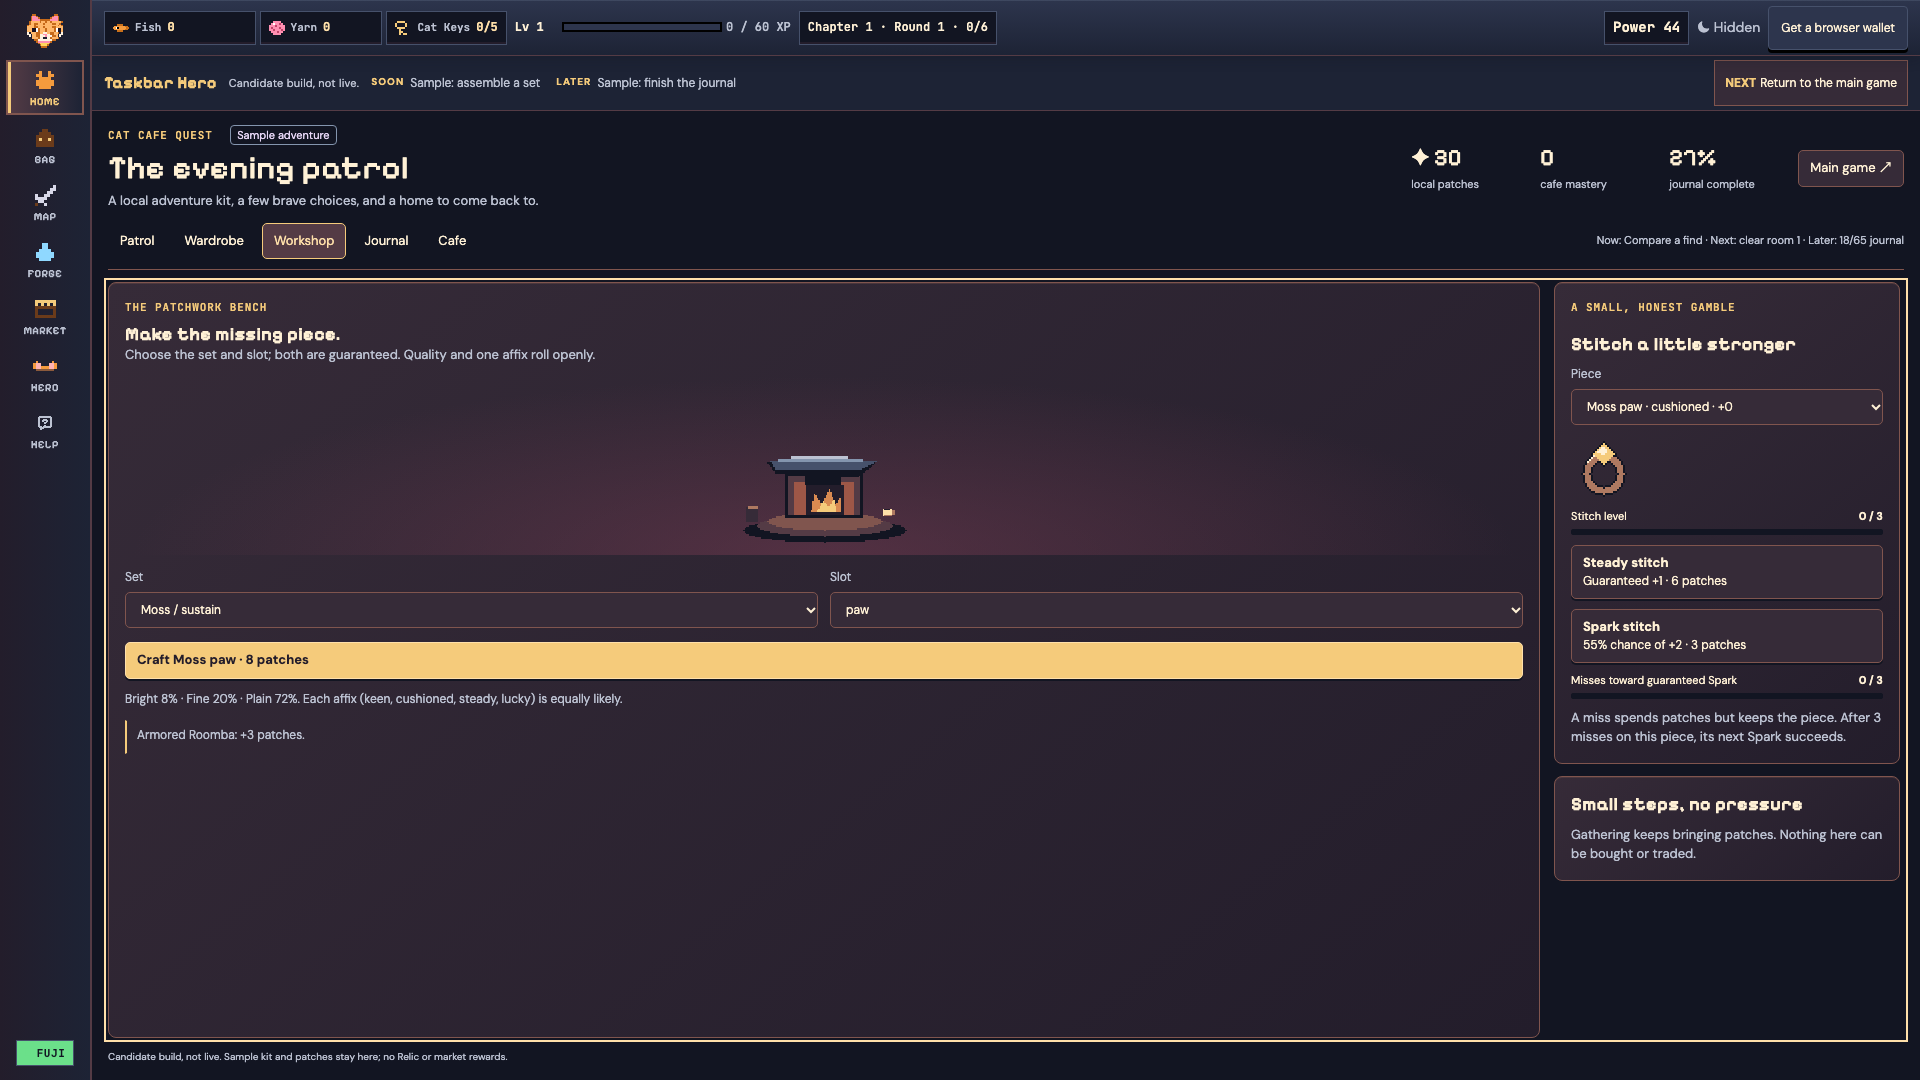 Fish 0
Yarn 0
Cat Keys 0/5
Lv 1
0 / 60 XP
Chapter 1 · Round 1 · 0/6
Power 44
Hidden
Get a browser wallet
HOME
BAG
MAP
FORGE
MARKET
HERO
HELP
FUJI
Taskbar Hero
Candidate build, not live.
SOON Sample: assemble a set
LATER Sample: finish the journal
NEXT Return to the main game
CAT CAFE QUEST
Sample adventure
The evening patrol
A local adventure kit, a few brave choices, and a home to come back to.
30
local patches
0
cafe mastery
27%
journal complete
Main game ↗
Patrol
Wardrobe
Workshop
Journal
Cafe
Now: Compare a find · Next: clear room 1 · Later: 18/65 journal
THE PATCHWORK BENCH
Make the missing piece.
Choose the set and slot; both are guaranteed. Quality and one affix roll openly.
Set
Moss / sustain
Slot
paw
Craft Moss paw · 8 patches
Bright 8% · Fine 20% · Plain 72%. Each affix (keen, cushioned, steady, lucky) is equally likely.
Armored Roomba: +3 patches.
A SMALL, HONEST GAMBLE
Stitch a little stronger
Piece
Moss paw · cushioned · +0
Stitch level
0 / 3
Steady stitch
Guaranteed +1 · 6 patches
Spark stitch
55% chance of +2 · 3 patches
Misses toward guaranteed Spark
0 / 3
A miss spends patches but keeps the piece. After 3
misses on this piece, its next Spark succeeds.
Small steps, no pressure
Gathering keeps bringing patches. Nothing here can
be bought or traded.
Candidate build, not live. Sample kit and patches stay here; no Relic or market rewards.